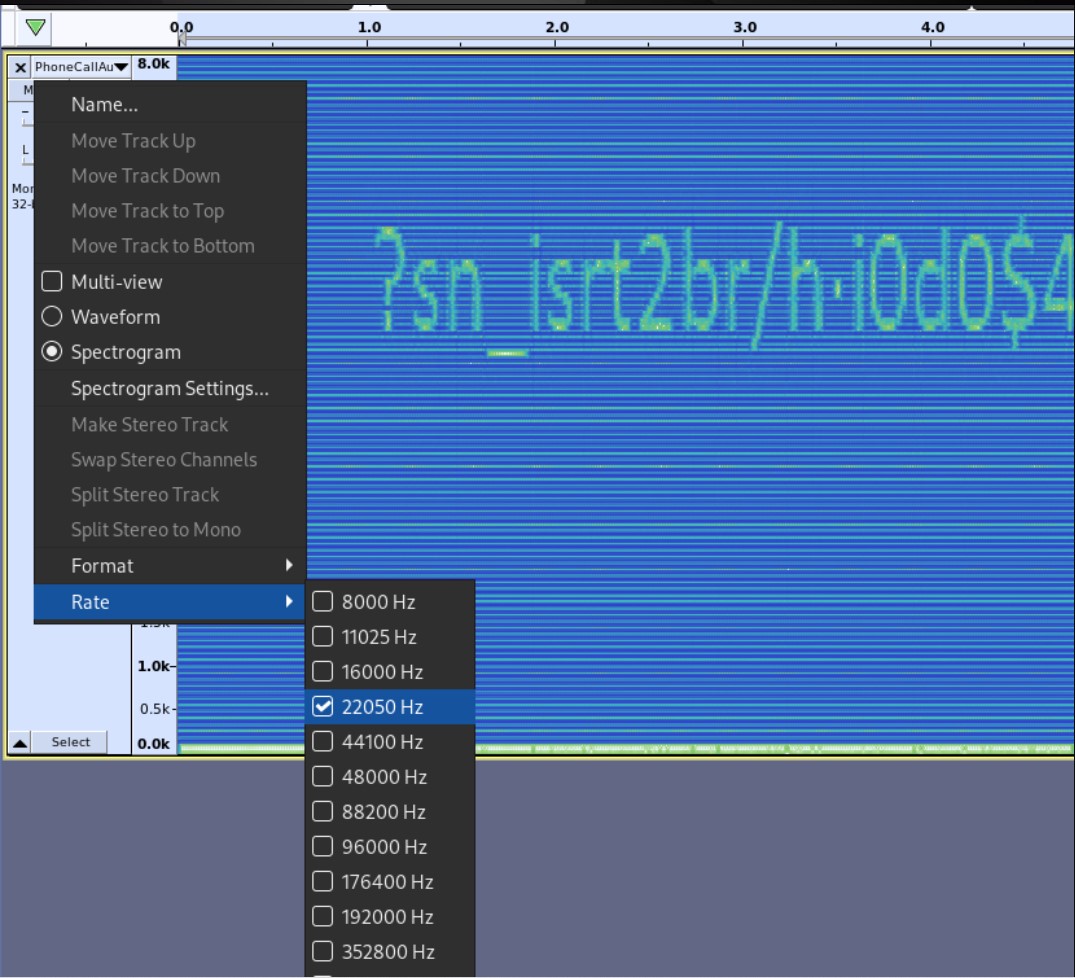 0.0 1.0 2.0 3.0 4.0
PhoneCallAu 8.0k
M
Name...
Move Track Up
Move Track Down
L
Move Track to Top
Mor
32-
Move Track to Bottom
Multi-view
Waveform
Spectrogram
Spectrogram Settings...
Make Stereo Track
Swap Stereo Channels
Split Stereo Track
Split Stereo to Mono
Format
Rate
?sn_isrt2br/h·i0d0$4
8000 Hz
11025 Hz
1.0k
16000 Hz
0.5k
22050 Hz
Select 0.0k
44100 Hz
48000 Hz
88200 Hz
96000 Hz
176400 Hz
192000 Hz
352800 Hz